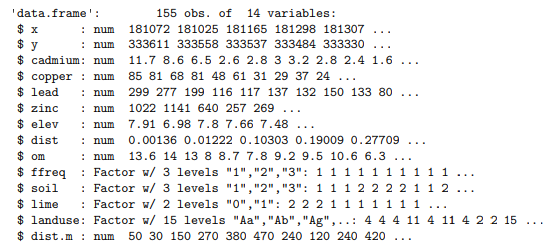 'data.frame': 155 obs. of 14 variables:
$ x : num 181072 181025 181165 181298 181307 ...
$ y : num 333611 333558 333537 333484 333330 ...
$ cadmium: num 11.7 8.6 6.5 2.6 2.8 3 3.2 2.8 2.4 1.6 ...
$ copper : num 85 81 68 81 48 61 31 29 37 24 ...
$ lead : num 299 277 199 116 117 137 132 150 133 80 ...
$ zinc : num 1022 1141 640 257 269 ...
$ elev : num 7.91 6.98 7.8 7.66 7.48 ...
$ dist : num 0.00136 0.01222 0.10303 0.19009 0.27709 ...
$ om : num 13.6 14 13 8 8.7 7.8 9.2 9.5 10.6 6.3 ...
$ ffreq : Factor w/ 3 levels "1","2","3": 1 1 1 1 1 1 1 1 1 1 ...
$ soil : Factor w/ 3 levels "1","2","3": 1 1 1 2 2 2 2 1 1 2 ...
$ lime : Factor w/ 2 levels "0","1": 2 2 2 1 1 1 1 1 1 1 ...
$ landuse: Factor w/ 15 levels "Aa","Ab","Ag",..: 4 4 4 11 4 11 4 2 2 15 ...
$ dist.m : num 50 30 150 270 380 470 240 120 240 420 ...